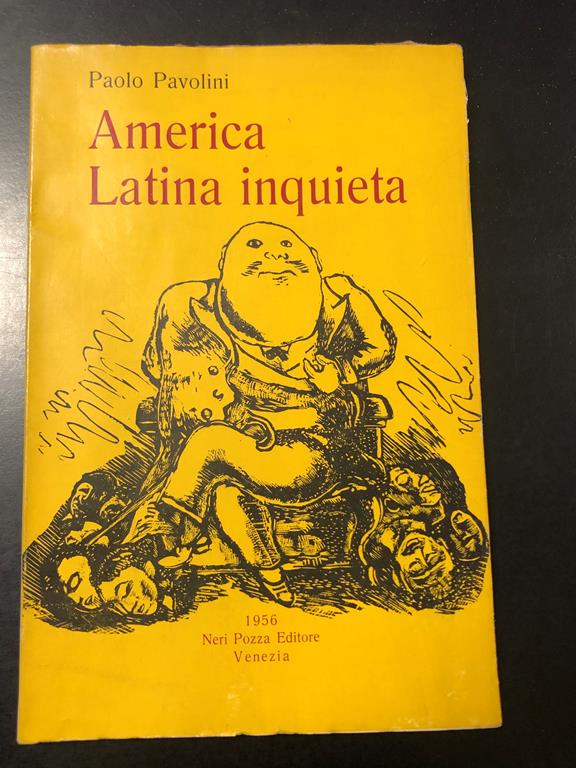 Paolo Pavolini
America
Latina inquieta
1956
Neri Pozza Editore
Venezia